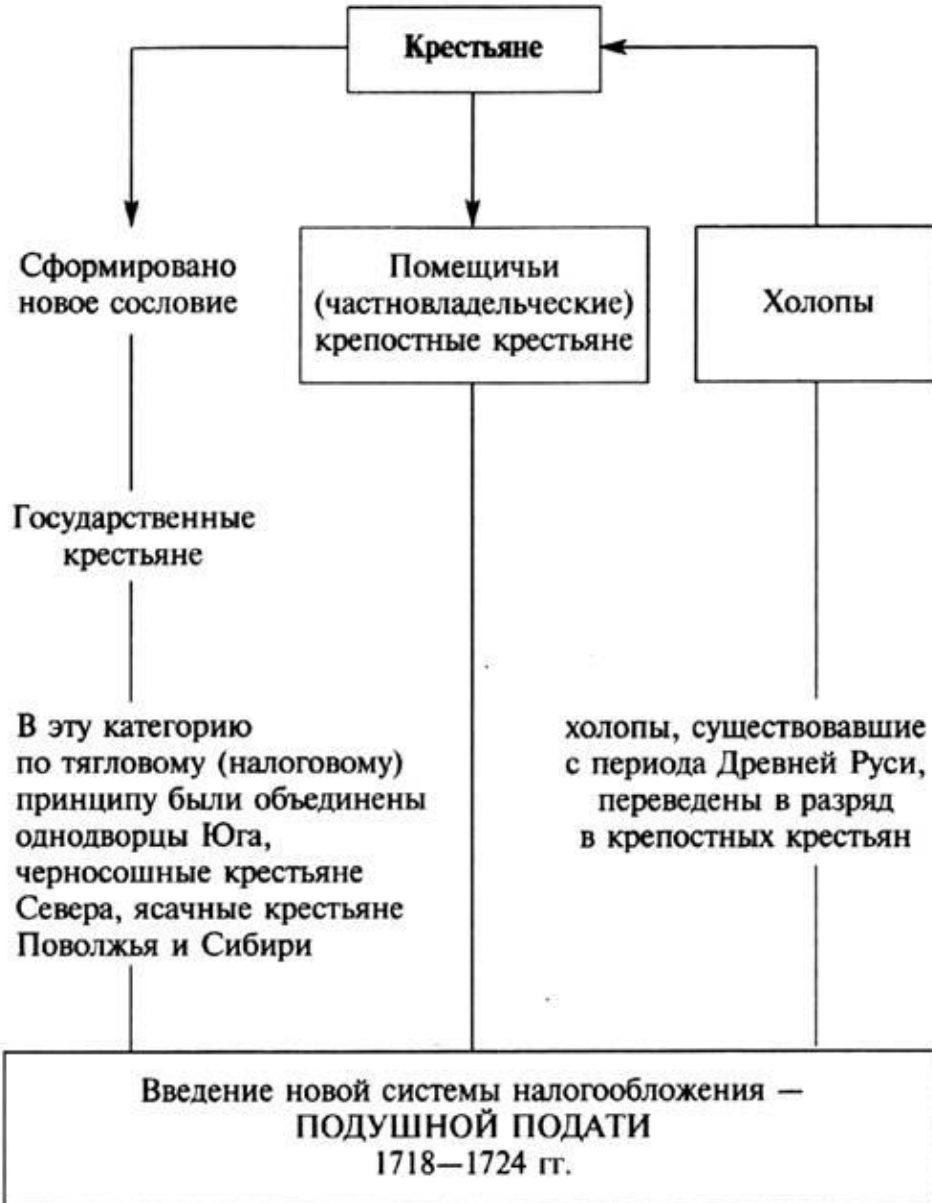 Крестьяне
Сформировано
новое сословие
Помещичьи
(частновладельческие)
крепостные крестьяне
Холопы
Государственные
крестьяне
В эту категорию
по тягловому (налоговому)
принципу были объединены
однодворцы Юга,
черносошные крестьяне
Севера, ясачные крестьяне
Поволжья и Сибири
холопы, существовавшие
с периода Древней Руси,
переведены в разряд
в крепостных крестьян
Введение новой системы налогообложения —
ПОДУШНОЙ ПОДАТИ
1718—1724 гг.